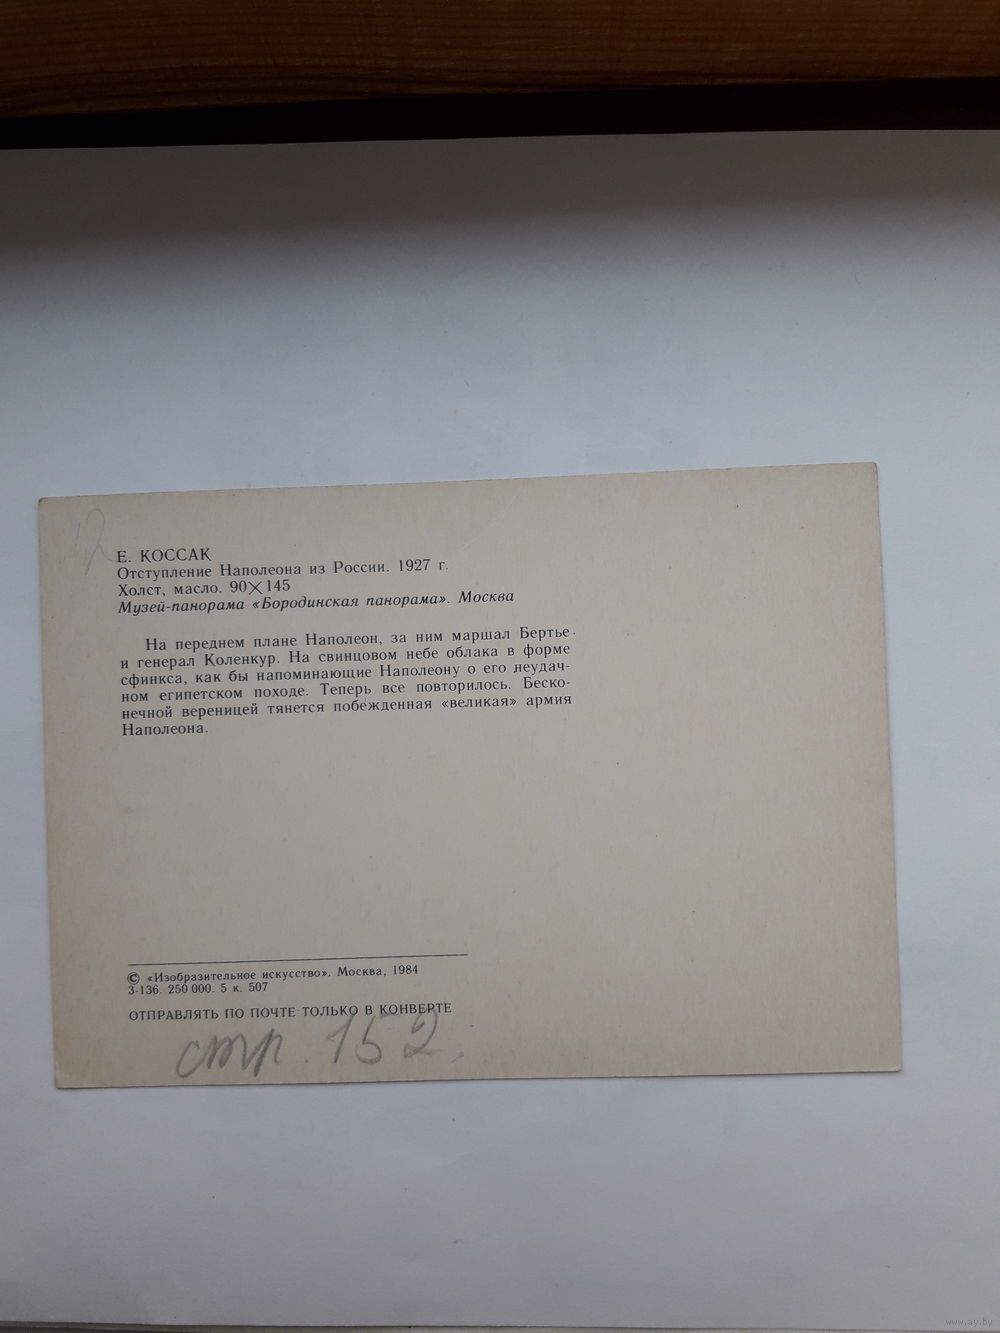 Е. КОССАК
Отступление Наполеона из России. 1927 г.
Холст, масло. 90×145
Музей-панорама «Бородинская панорама». Москва
На переднем плане Наполеон, за ним маршал Бертье
и генерал Коленкур. На свинцовом небе облака в форме
сфинкса, как бы напоминающие Наполеону о его неудач-
ном египетском походе. Теперь все повторилось. Беско-
нечной вереницей тянется побежденная «великая» армия
Наполеона.
© «Изобразительное искусство». Москва, 1984
3-136. 250 000. 5 к. 507
ОТПРАВЛЯТЬ ПО ПОЧТЕ ТОЛЬКО В КОНВЕРТЕ
стр. 152.
www.ay.by